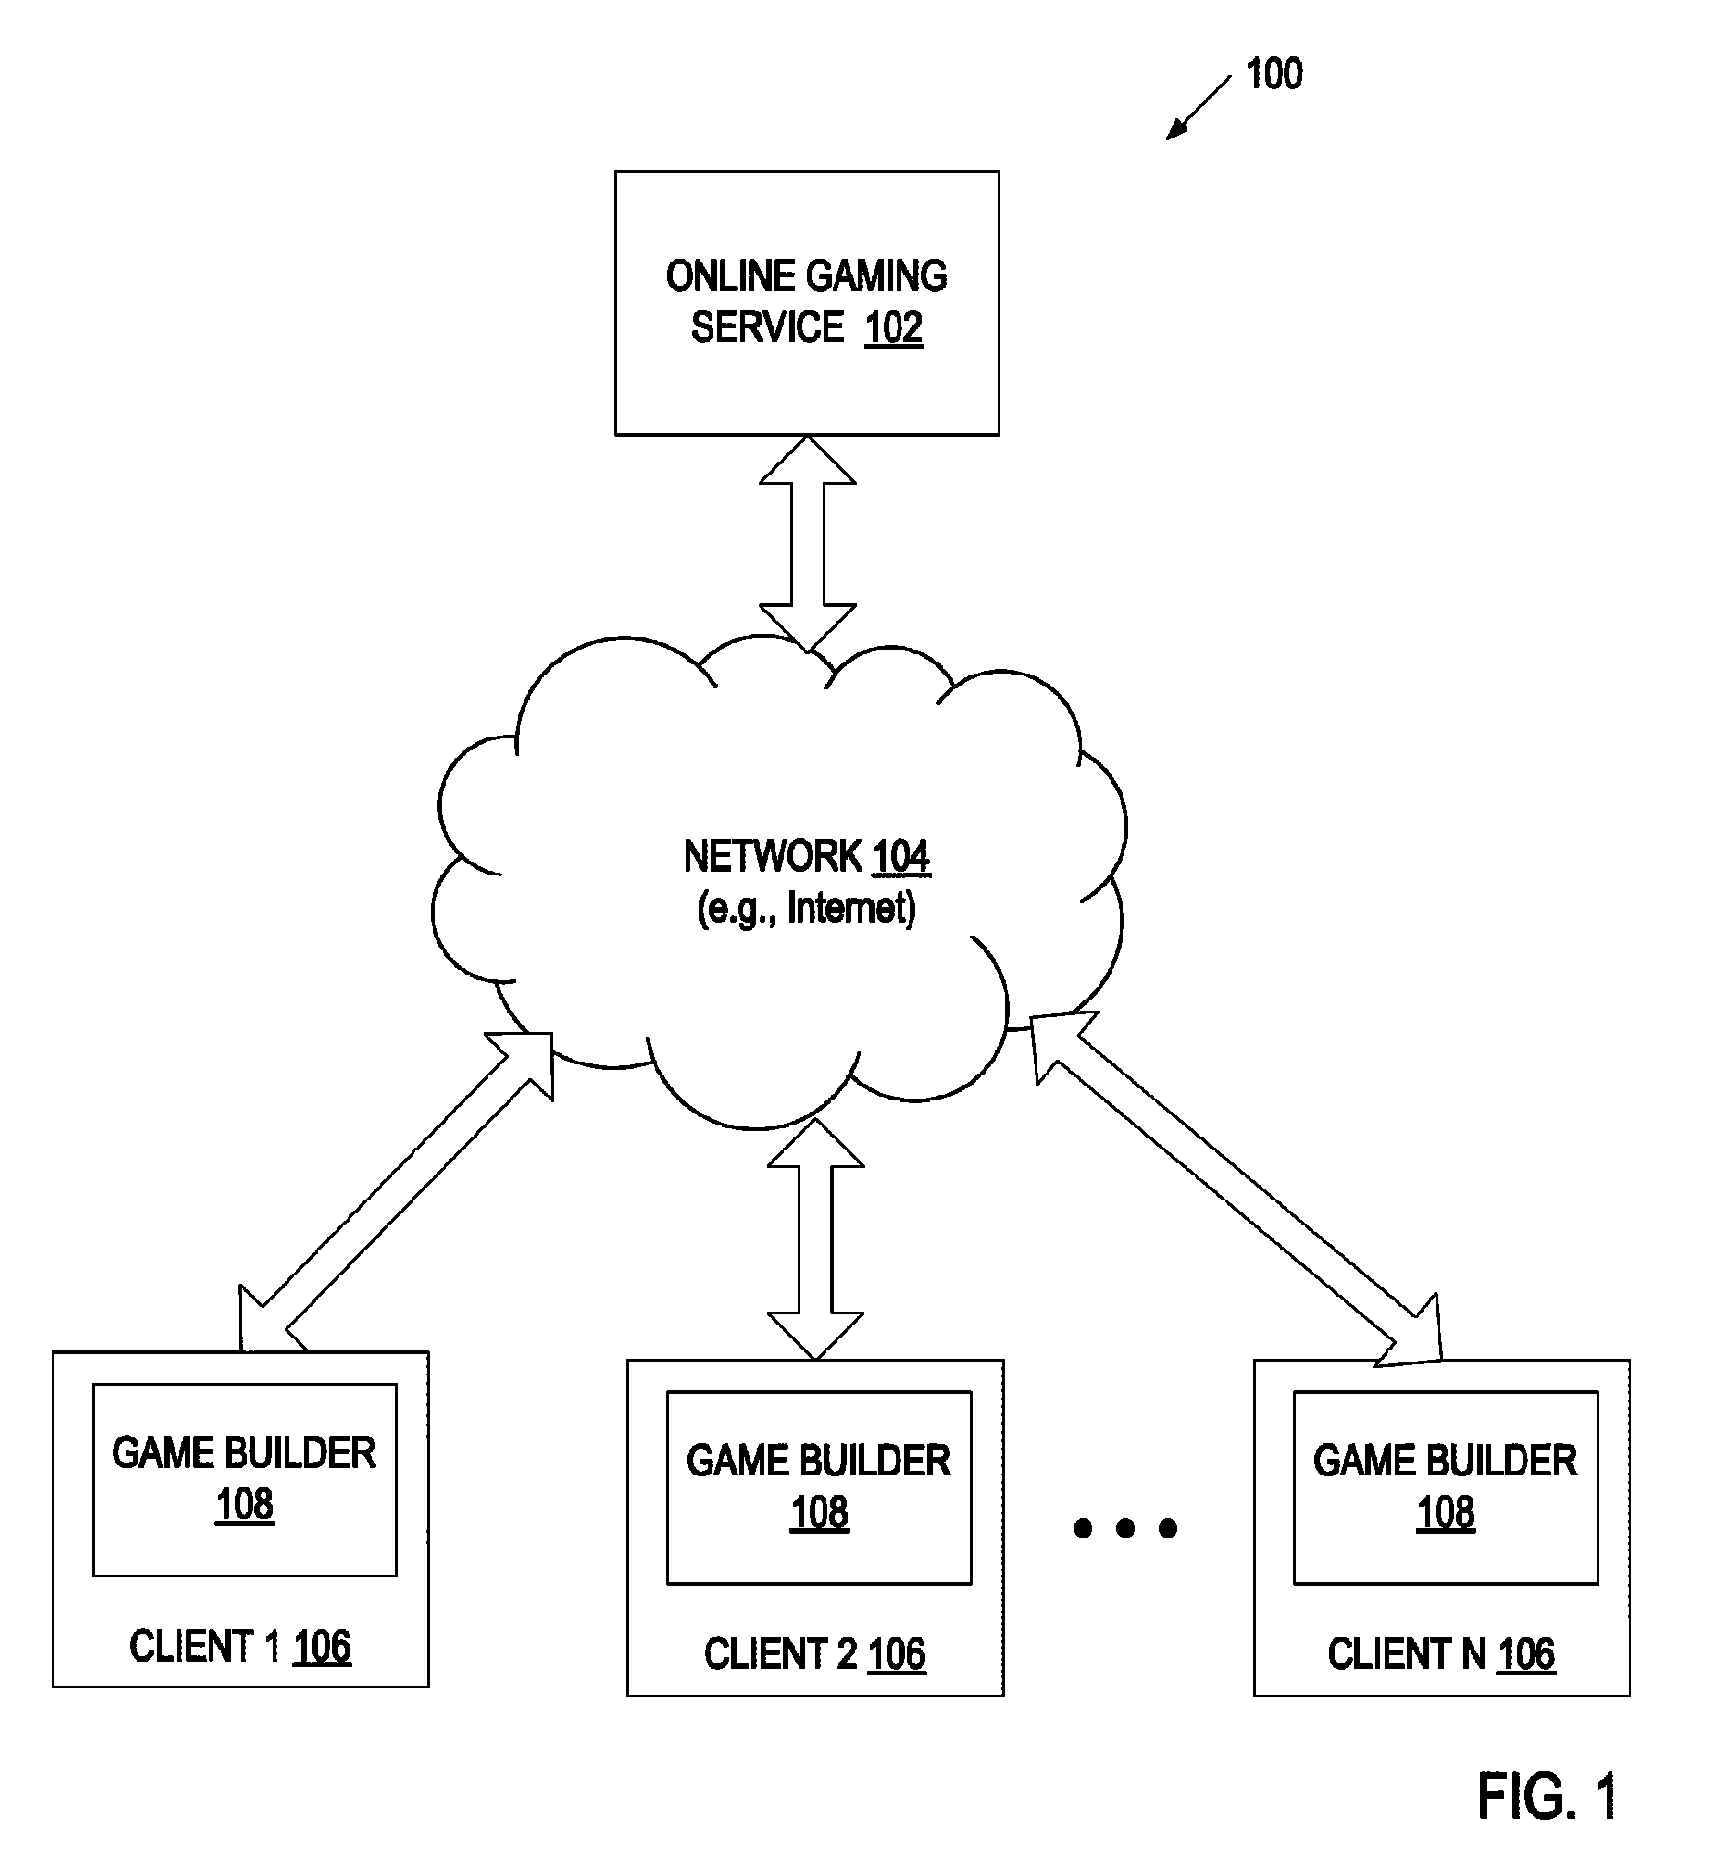 100
ONLINE GAMING
SERVICE 102
NETWORK 104
(e.g., Internet)
GAME BUILDER
108
CLIENT 1 106
GAME BUILDER
108
CLIENT 2 106
GAME BUILDER
108
CLIENT N 106
FIG. 1